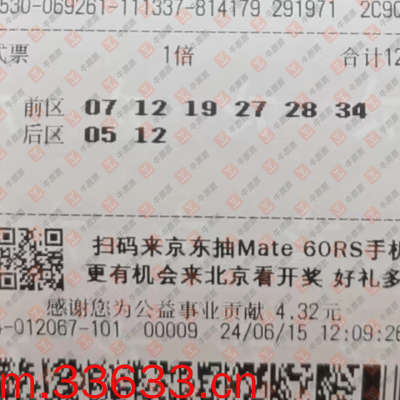 530-069261-111337-814179 291971 2C90
式票 1倍 合计12
前区 07 12 19 27 28 34
后区 05 12
扫码来京东抽Mate 60RS手机
更有机会来北京看开奖 好礼多
感谢您为公益事业贡献 4.32元
-012067-101 00009 24/06/15 12:09:26
m.33633.cn